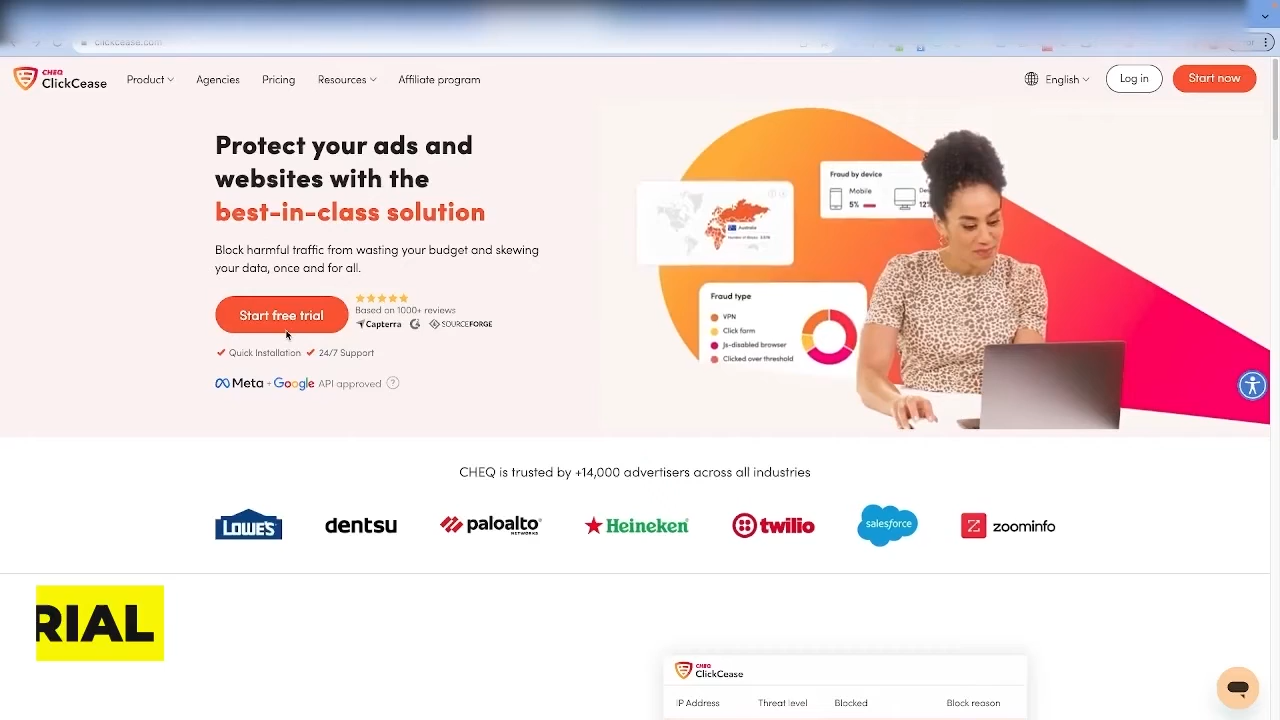 clickcease.com
CHEQ
ClickCease
Product
Agencies
Pricing
Resources
Affiliate program
English
Log in
Start now
Protect your ads and
websites with the
best-in-class solution
Block harmful traffic from wasting your budget and skewing
your data, once and for all.
Start free trial
Based on 1000+ reviews
Capterra
SOURCEFORGE
Quick Installation
24/7 Support
Meta + Google API approved ?
Fraud by device
Mobile
5%
12%
Australia
Fraud type
VPN
Click farm
Js-disabled browser
Clicked over threshold
CHEQ is trusted by +14,000 advertisers across all industries
LOWE'S
dentsu
paloalto
NETWORKS
Heineken
twilio
salesforce
zoominfo
RIAL
CHEQ
ClickCease
IP Address
Threat level
Blocked
Block reason